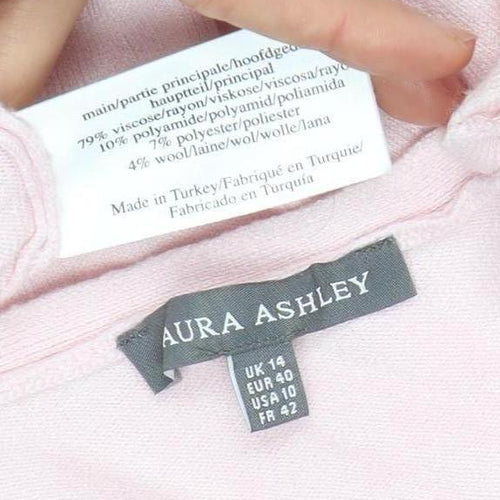 main/partie principale/hoofdged
hauptteil/principal
79% viscose/rayon/viskose/viscosa/rayo
10% polyamide/polyamid/poliamida
7% polyester/poliester
4% wool/laine/wol/wolle/lana
Made in Turkey/Fabriqué en Turquie/
Fabricado en Turquía
AURA ASHLEY
UK 14
EUR 40
USA 10
FR 42